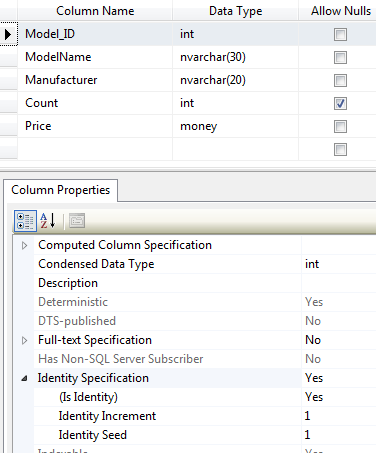 Column Name Data Type Allow Nulls
Model_ID int
ModelName nvarchar(30)
Manufacturer nvarchar(20)
Count int
Price money
Column Properties
Computed Column Specification
Condensed Data Type int
Description
Deterministic Yes
DTS-published No
Full-text Specification No
Has Non-SQL Server Subscriber No
Identity Specification Yes
(Is Identity) Yes
Identity Increment 1
Identity Seed 1